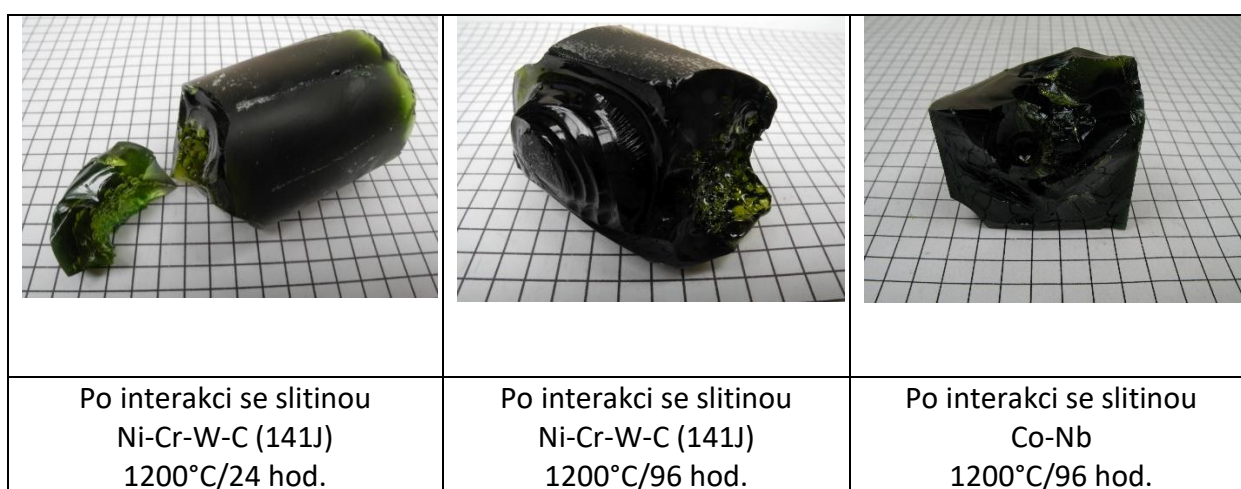 Po interakci se slitinou
Ni-Cr-W-C (141J)
1200°C/24 hod.
Po interakci se slitinou
Ni-Cr-W-C (141J)
1200°C/96 hod.
Po interakci se slitinou
Co-Nb
1200°C/96 hod.